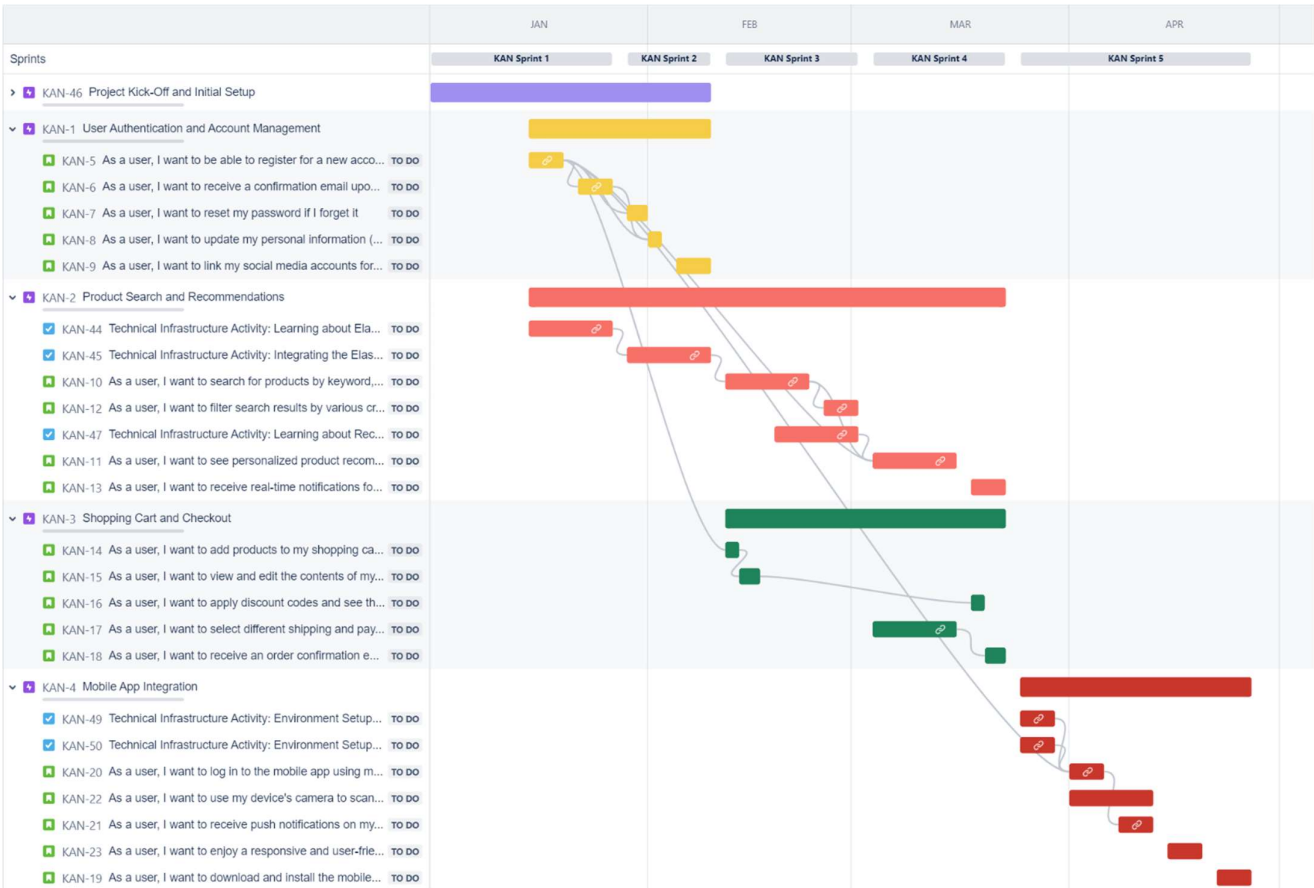 JAN FEB MAR APR
Sprints KAN Sprint 1 KAN Sprint 2 KAN Sprint 3 KAN Sprint 4 KAN Sprint 5
KAN-46 Project Kick-Off and Initial Setup
KAN-1 User Authentication and Account Management
KAN-5 As a user, I want to be able to register for a new acco... TO DO
KAN-6 As a user, I want to receive a confirmation email upo... TO DO
KAN-7 As a user, I want to reset my password if I forget it TO DO
KAN-8 As a user, I want to update my personal information (... TO DO
KAN-9 As a user, I want to link my social media accounts for... TO DO
KAN-2 Product Search and Recommendations
KAN-44 Technical Infrastructure Activity: Learning about Ela... TO DO
KAN-45 Technical Infrastructure Activity: Integrating the Elas... TO DO
KAN-10 As a user, I want to search for products by keyword,... TO DO
KAN-12 As a user, I want to filter search results by various cr... TO DO
KAN-47 Technical Infrastructure Activity: Learning about Rec... TO DO
KAN-11 As a user, I want to see personalized product recom... TO DO
KAN-13 As a user, I want to receive real-time notifications fo... TO DO
KAN-3 Shopping Cart and Checkout
KAN-14 As a user, I want to add products to my shopping ca... TO DO
KAN-15 As a user, I want to view and edit the contents of my... TO DO
KAN-16 As a user, I want to apply discount codes and see th... TO DO
KAN-17 As a user, I want to select different shipping and pay... TO DO
KAN-18 As a user, I want to receive an order confirmation e... TO DO
KAN-4 Mobile App Integration
KAN-49 Technical Infrastructure Activity: Environment Setup... TO DO
KAN-50 Technical Infrastructure Activity: Environment Setup... TO DO
KAN-20 As a user, I want to log in to the mobile app using m... TO DO
KAN-22 As a user, I want to use my device's camera to scan... TO DO
KAN-21 As a user, I want to receive push notifications on my... TO DO
KAN-23 As a user, I want to enjoy a responsive and user-frie... TO DO
KAN-19 As a user, I want to download and install the mobile... TO DO